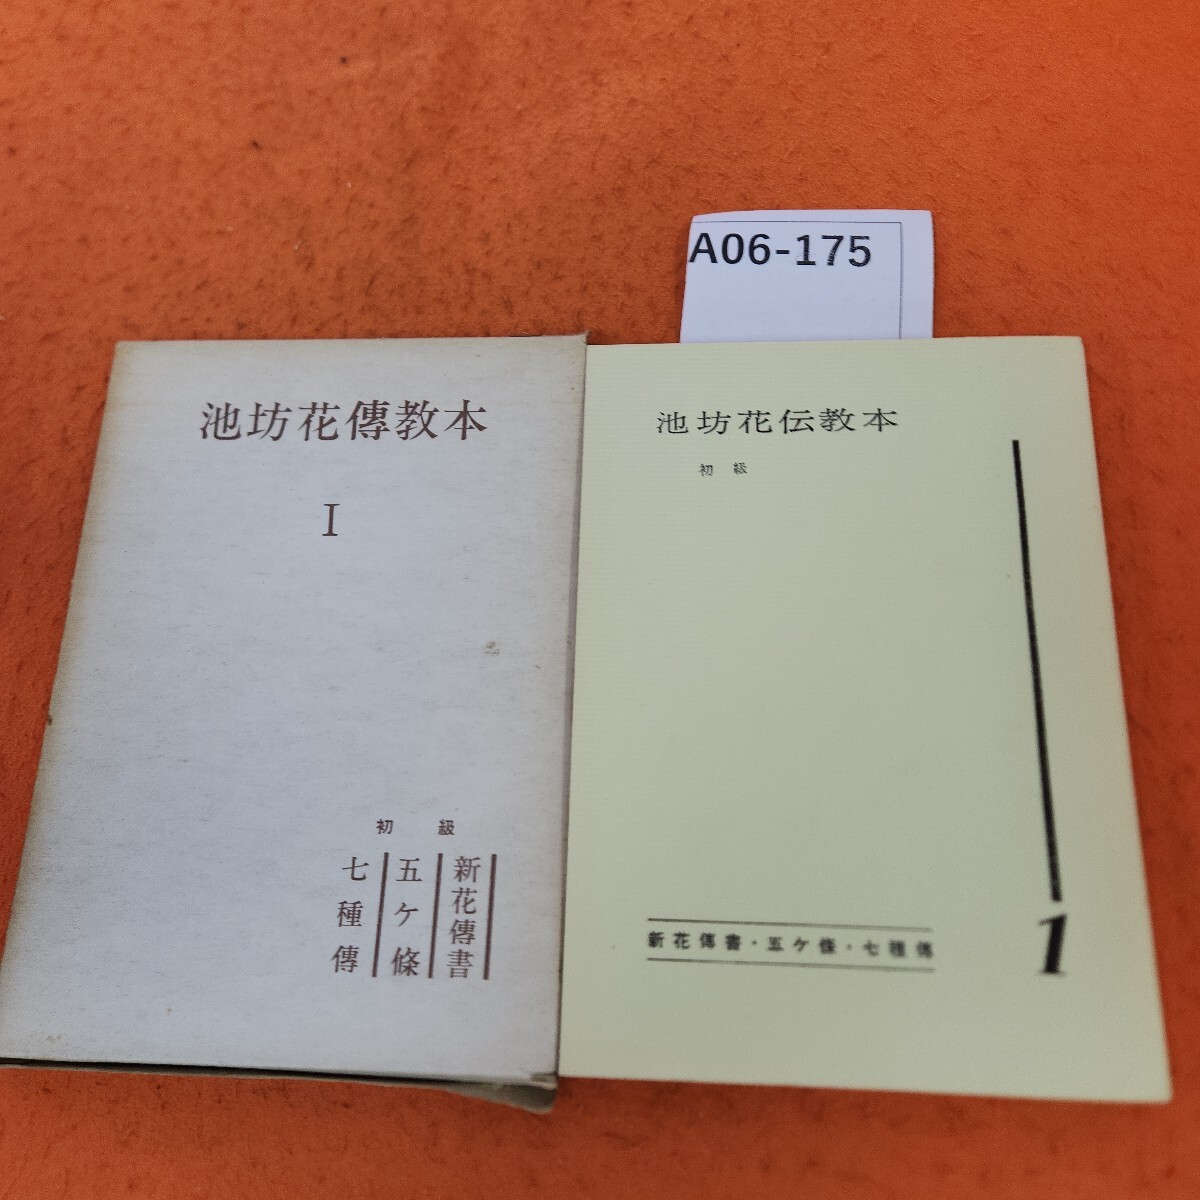 A06-175
池坊花傳教本
I
初級
新花傳書
五ケ條
七種傳
池坊花伝教本
初級
新花傳書・五ケ條・七種傳
1